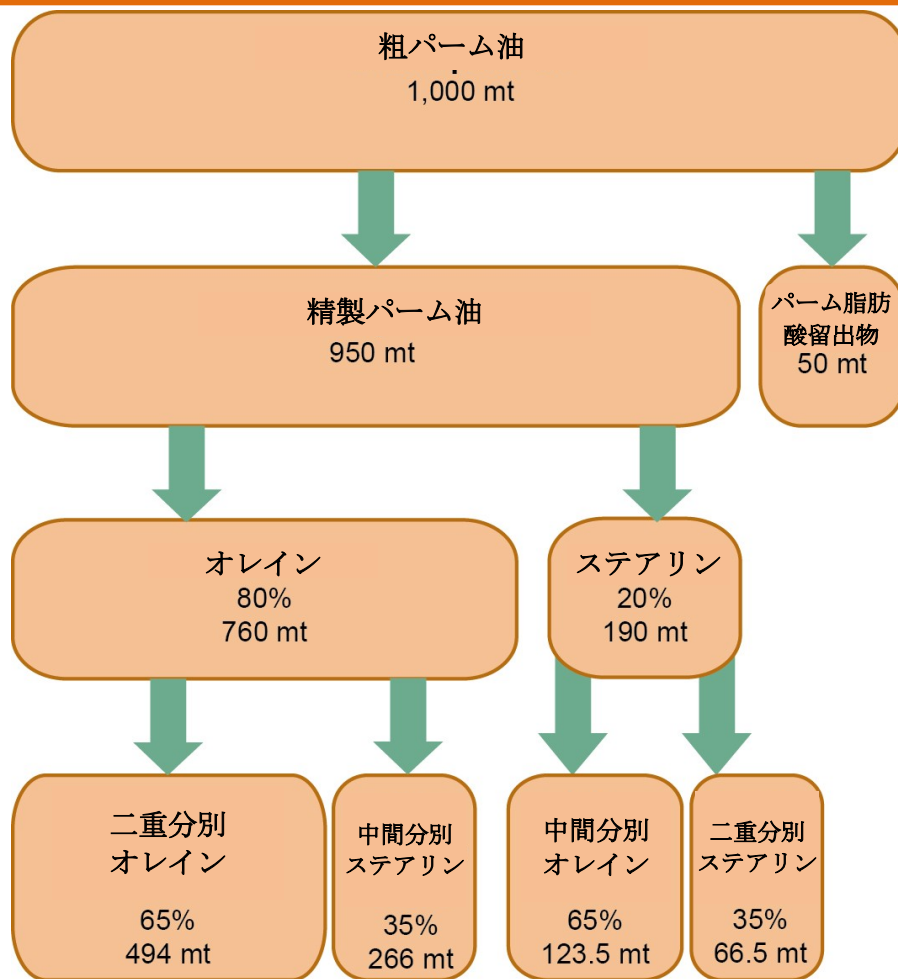 粗パーム油
1,000 mt
精製パーム油
950 mt
パーム脂肪
酸留出物
50 mt
オレイン
80%
760 mt
ステアリン
20%
190 mt
二重分別
オレイン
65%
494 mt
中間分別
ステアリン
35%
266 mt
中間分別
オレイン
65%
123.5 mt
二重分別
ステアリン
35%
66.5 mt